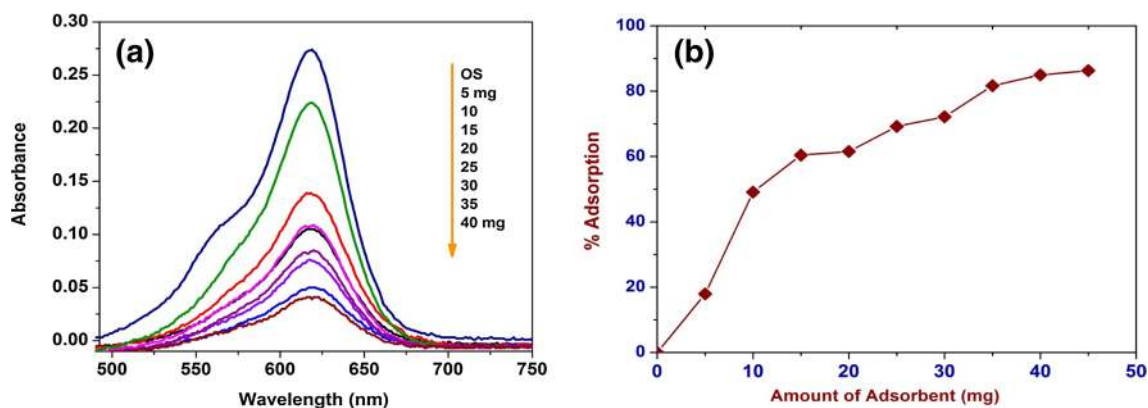 (a)
0.30
0.25
0.20
0.15
0.10
0.05
0.00
Absorbance
500 550 600 650 700 750
Wavelength (nm)
OS
5 mg
10
15
20
25
30
35
40 mg
(b)
100
80
60
40
20
0
% Adsorption
0 10 20 30 40 50
Amount of Adsorbent (mg)